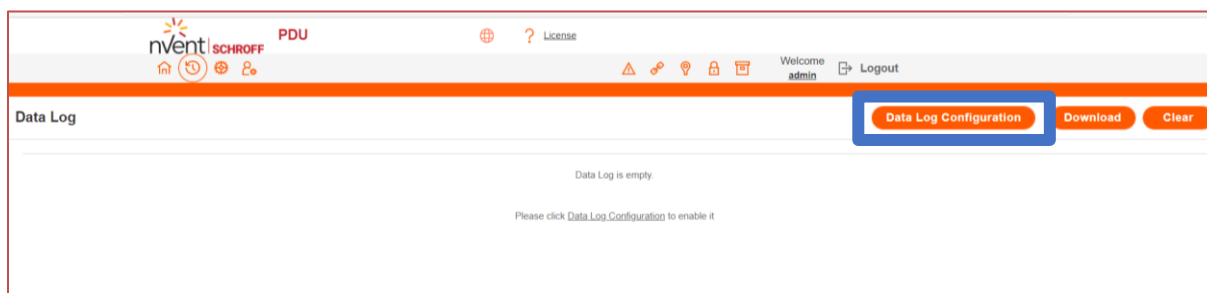 nVent SCHROFF PDU ? License
Welcome admin Logout
Data Log Data Log Configuration Download Clear
Data Log is empty.
Please click Data Log Configuration to enable it